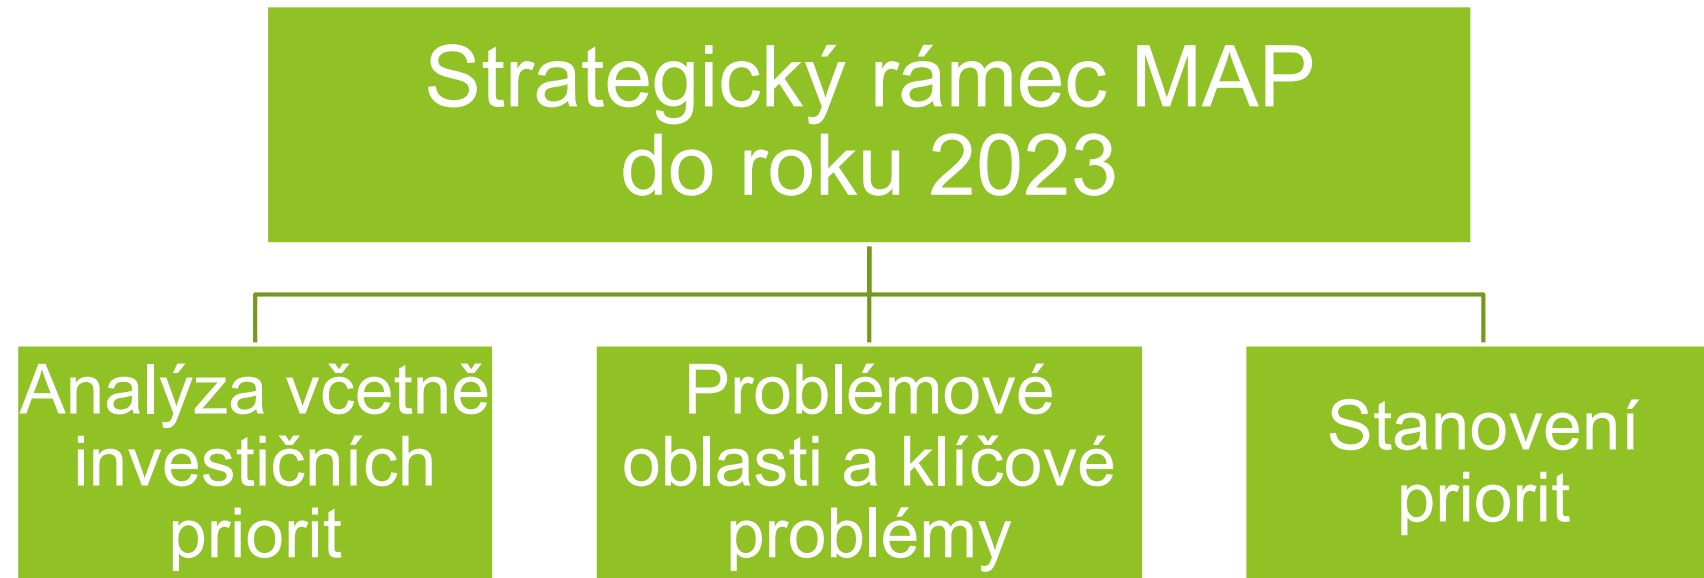 Strategický rámec MAP
do roku 2023
Analýza včetně
investičních
priorit
Problémové
oblasti a klíčové
problémy
Stanovení
priorit